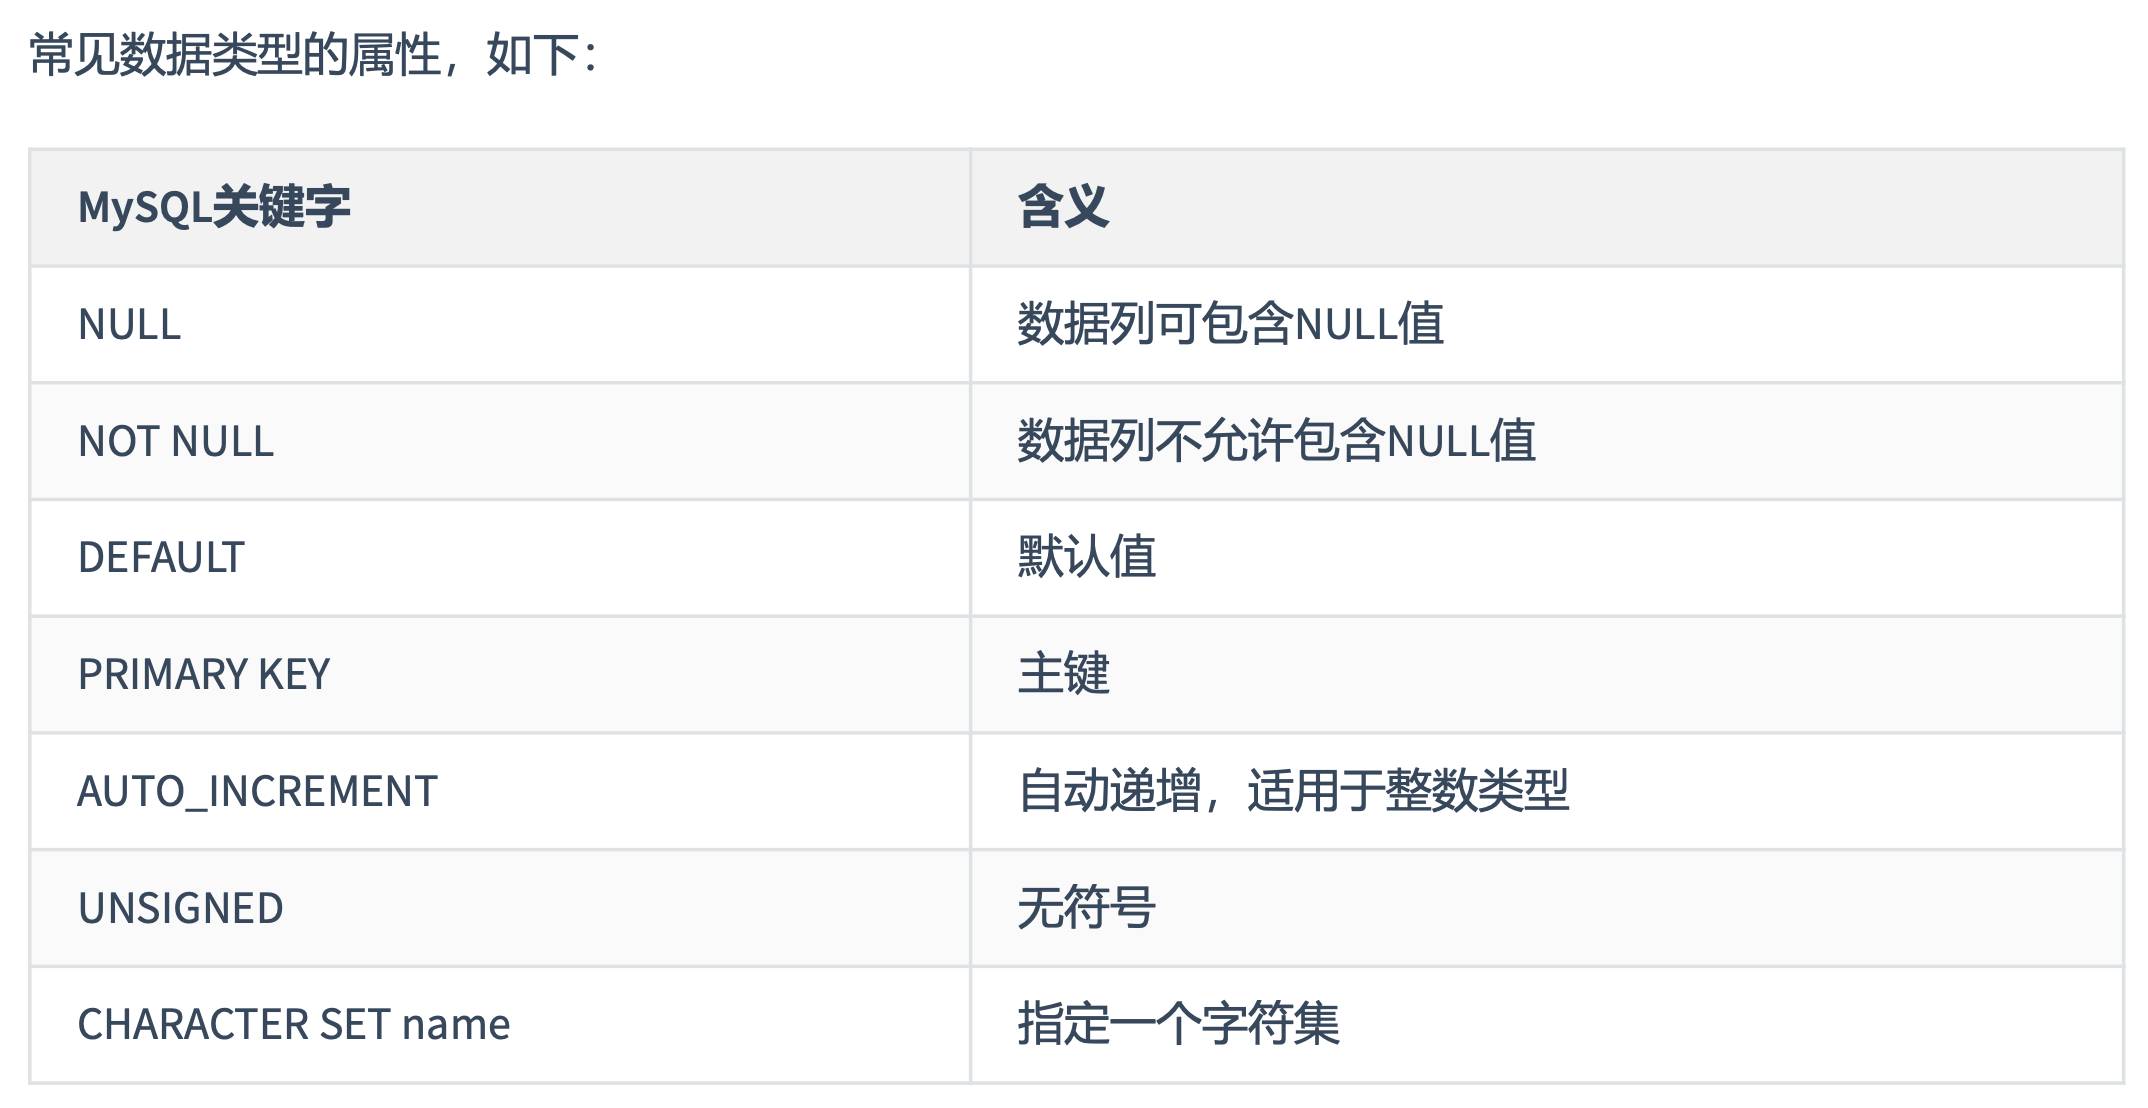 常见数据类型的属性，如下：
MySQL关键字 含义
NULL 数据列可包含NULL值
NOT NULL 数据列不允许包含NULL值
DEFAULT 默认值
PRIMARY KEY 主键
AUTO_INCREMENT 自动递增，适用于整数类型
UNSIGNED 无符号
CHARACTER SET name 指定一个字符集